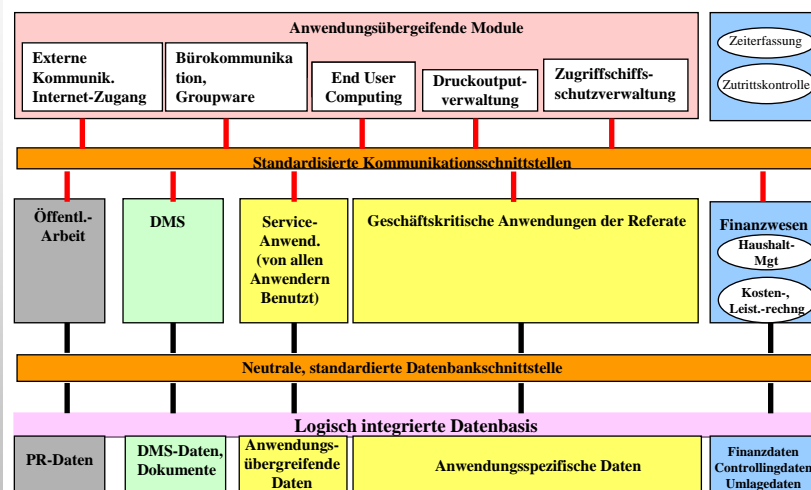 Anwendungsübergeifende Module
Externe
Kommunik.
Internet-Zugang
Bürokommunika
tion,
Groupware
End User
Computing
Druckoutput-
verwaltung
Zugriffschiffs-
schutzverwaltung
Zeiterfassung
Zutrittskontrolle
Standardisierte Kommunikationsschnittstellen
Öffentl.-
Arbeit
DMS
Service-
Anwend.
(von allen
Anwendern
Benutzt)
Geschäftskritische Anwendungen der Referate
Finanzwesen
Haushalt-
Mgt
Kosten-,
Leist.-rechng
Neutrale, standardierte Datenbankschnittstelle
Logisch integrierte Datenbasis
PR-Daten
DMS-Daten,
Dokumente
Anwendungs-
übergreifende
Daten
Anwendungsspezifische Daten
Finanzdaten
Controllingdaten
Umlagedaten